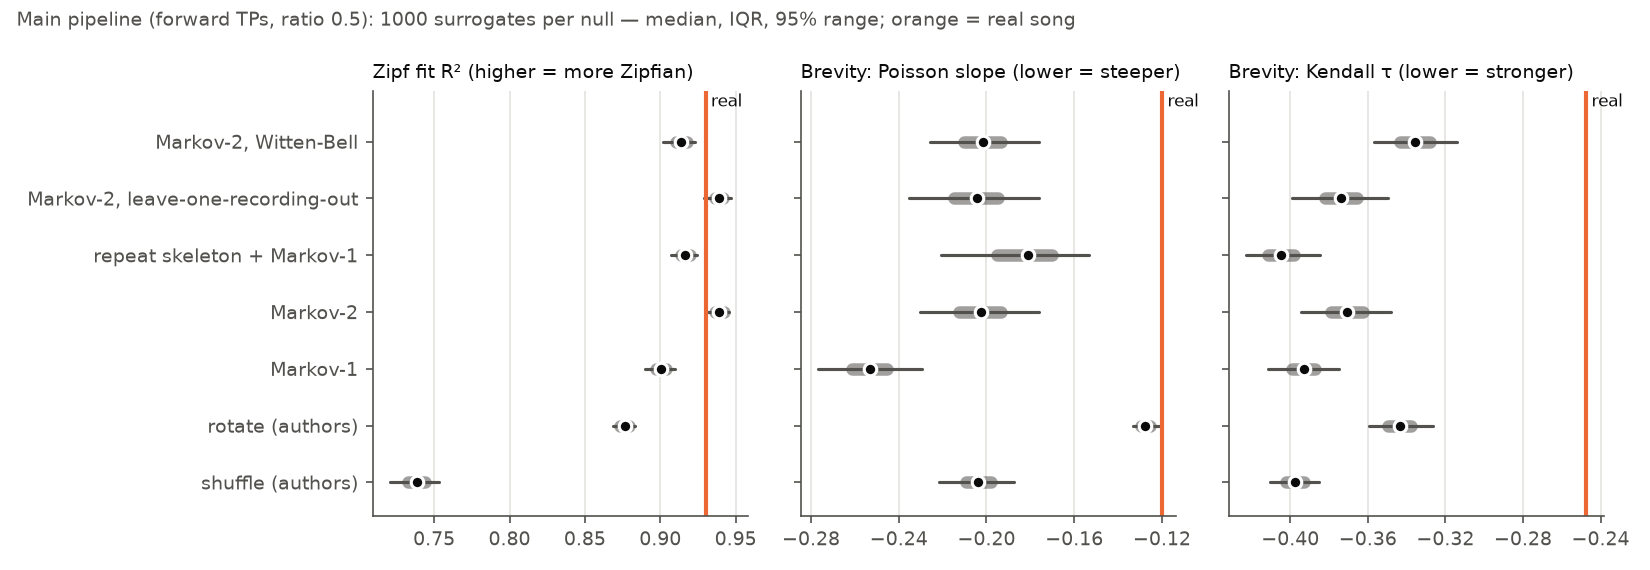 Main pipeline (forward TPs, ratio 0.5): 1000 surrogates per null — median, IQR, 95% range; orange = real song
Zipf fit R² (higher = more Zipfian)
Brevity: Poisson slope (lower = steeper)
Brevity: Kendall τ (lower = stronger)
real
real
real
Markov-2, Witten-Bell
Markov-2, leave-one-recording-out
repeat skeleton + Markov-1
Markov-2
Markov-1
rotate (authors)
shuffle (authors)
0.75 0.80 0.85 0.90 0.95
−0.28 −0.24 −0.20 −0.16 −0.12
−0.40 −0.36 −0.32 −0.28 −0.24